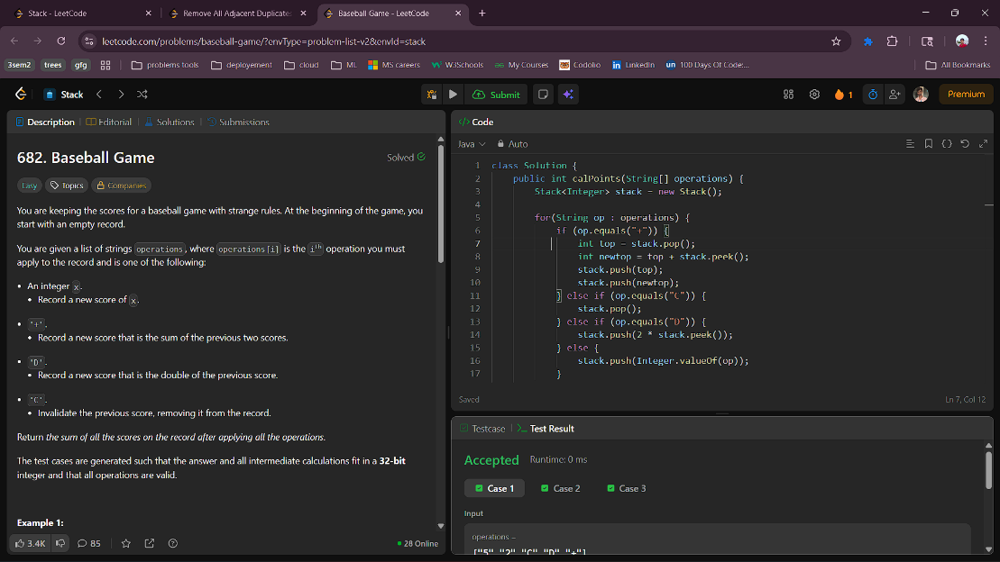 Stack - LeetCode
Remove All Adjacent Duplicates
Baseball Game - LeetCode
leetcode.com/problems/baseball-game/?envType=problem-list-v2&envId=stack
3sem2
trees
gfg
problems tools
deployement
cloud
ML
MS careers
W3Schools
My Courses
Codolio
LinkedIn
100 Days Of Code:...
All Bookmarks
Stack
Submit
1
Premium
Description
Editorial
Solutions
Submissions
682. Baseball Game
Solved
Easy
Topics
Companies
You are keeping the scores for a baseball game with strange rules. At the beginning of the game, you
start with an empty record.
You are given a list of strings operations, where operations[i] is the ith operation you must
apply to the record and is one of the following:
• An integer x.
• Record a new score of x.
• '+'.
• Record a new score that is the sum of the previous two scores.
• 'D'.
• Record a new score that is the double of the previous score.
• 'C'.
• Invalidate the previous score, removing it from the record.
Return the sum of all the scores on the record after applying all the operations.
The test cases are generated such that the answer and all intermediate calculations fit in a 32-bit
integer and that all operations are valid.
Example 1:
3.4K
85
28 Online
Code
Java
Auto
1 class Solution {
2 public int calPoints(String[] operations) {
3 Stack<Integer> stack = new Stack();
4
5 for(String op : operations) {
6 if (op.equals("+")) {
7 int top = stack.pop();
8 int newtop = top + stack.peek();
9 stack.push(top);
10 stack.push(newtop);
11 } else if (op.equals("C")) {
12 stack.pop();
13 } else if (op.equals("D")) {
14 stack.push(2 * stack.peek());
15 } else {
16 stack.push(Integer.valueOf(op));
17 }
Saved
Ln 7, Col 12
Testcase
Test Result
Accepted
Runtime: 0 ms
Case 1
Case 2
Case 3
Input
operations =
["5","2","C","D","+"]